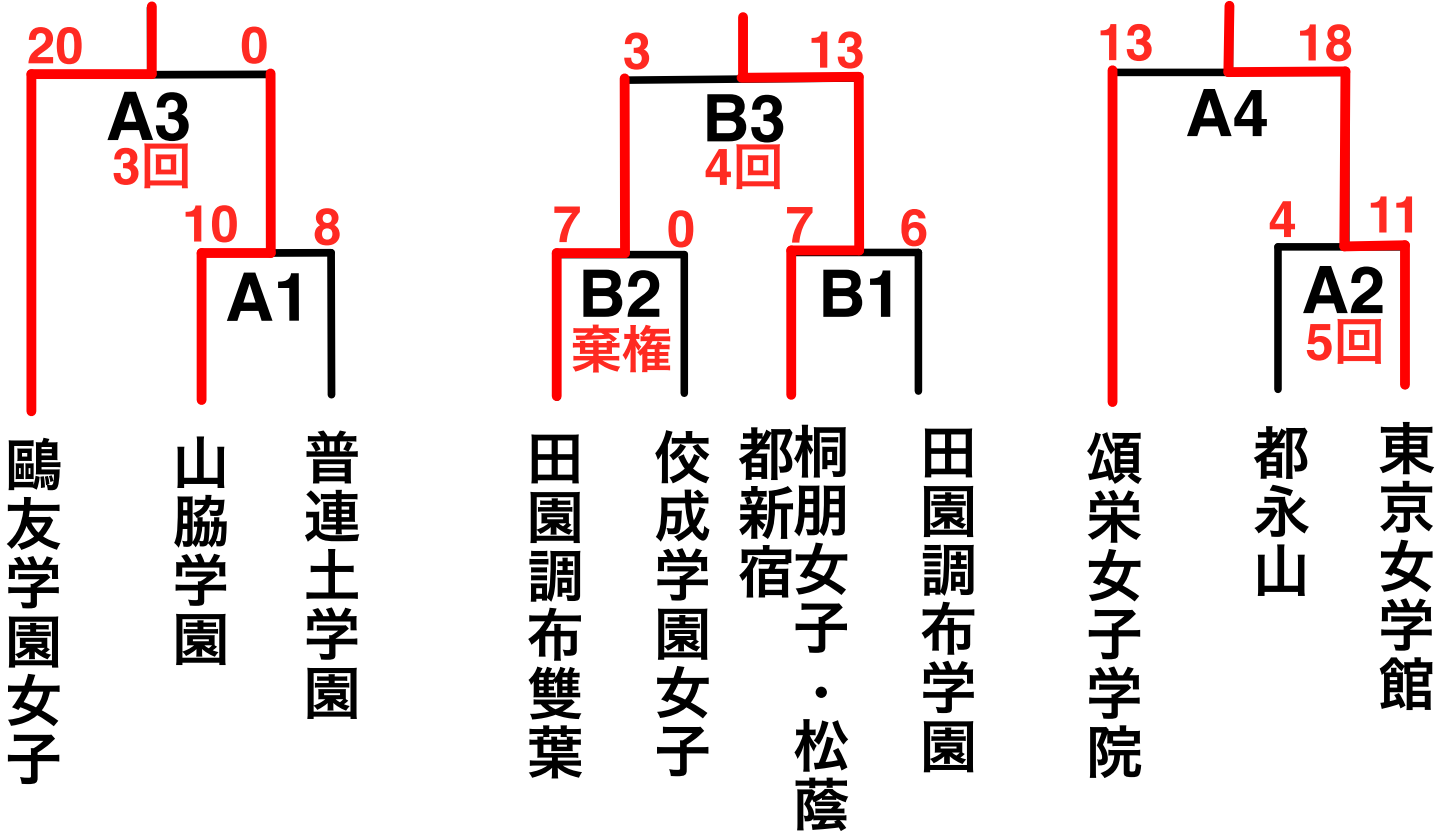 20 0
A3
3回
10 8
A1
3 13
B3
4回
7 0
B2
棄権
7 6
B1
13 18
A4
4 11
A2
5回
鷗友学園女子
山脇学園
普連土学園
田園調布雙葉
佼成学園女子
都新宿
桐朋女子・松蔭
田園調布学園
頌栄女子学院
都永山
東京女学館